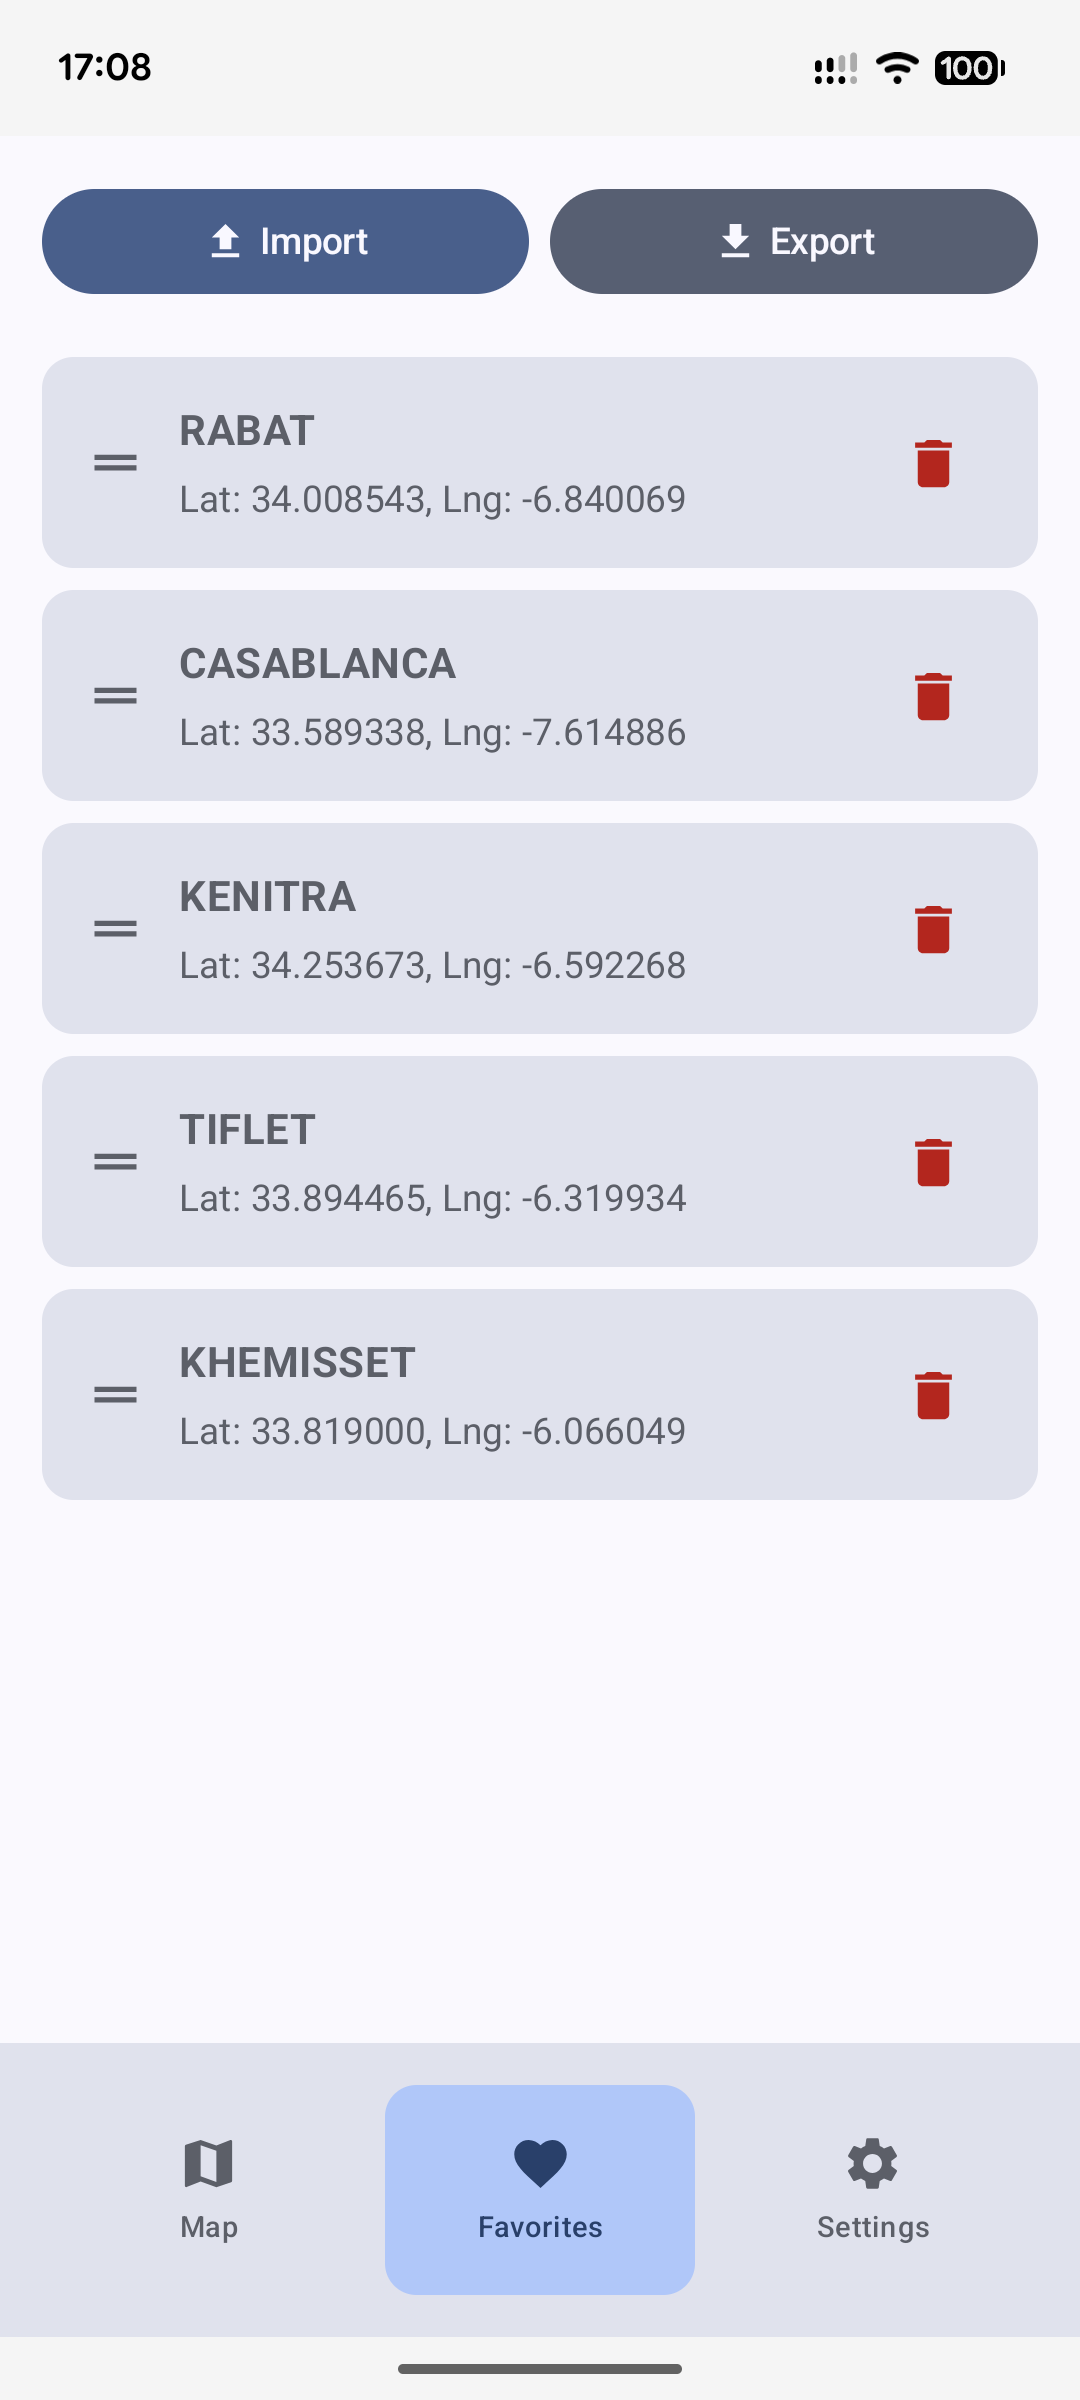 17:08
100
Import
Export
RABAT
Lat: 34.008543, Lng: -6.840069
CASABLANCA
Lat: 33.589338, Lng: -7.614886
KENITRA
Lat: 34.253673, Lng: -6.592268
TIFLET
Lat: 33.894465, Lng: -6.319934
KHEMISSET
Lat: 33.819000, Lng: -6.066049
Map
Favorites
Settings